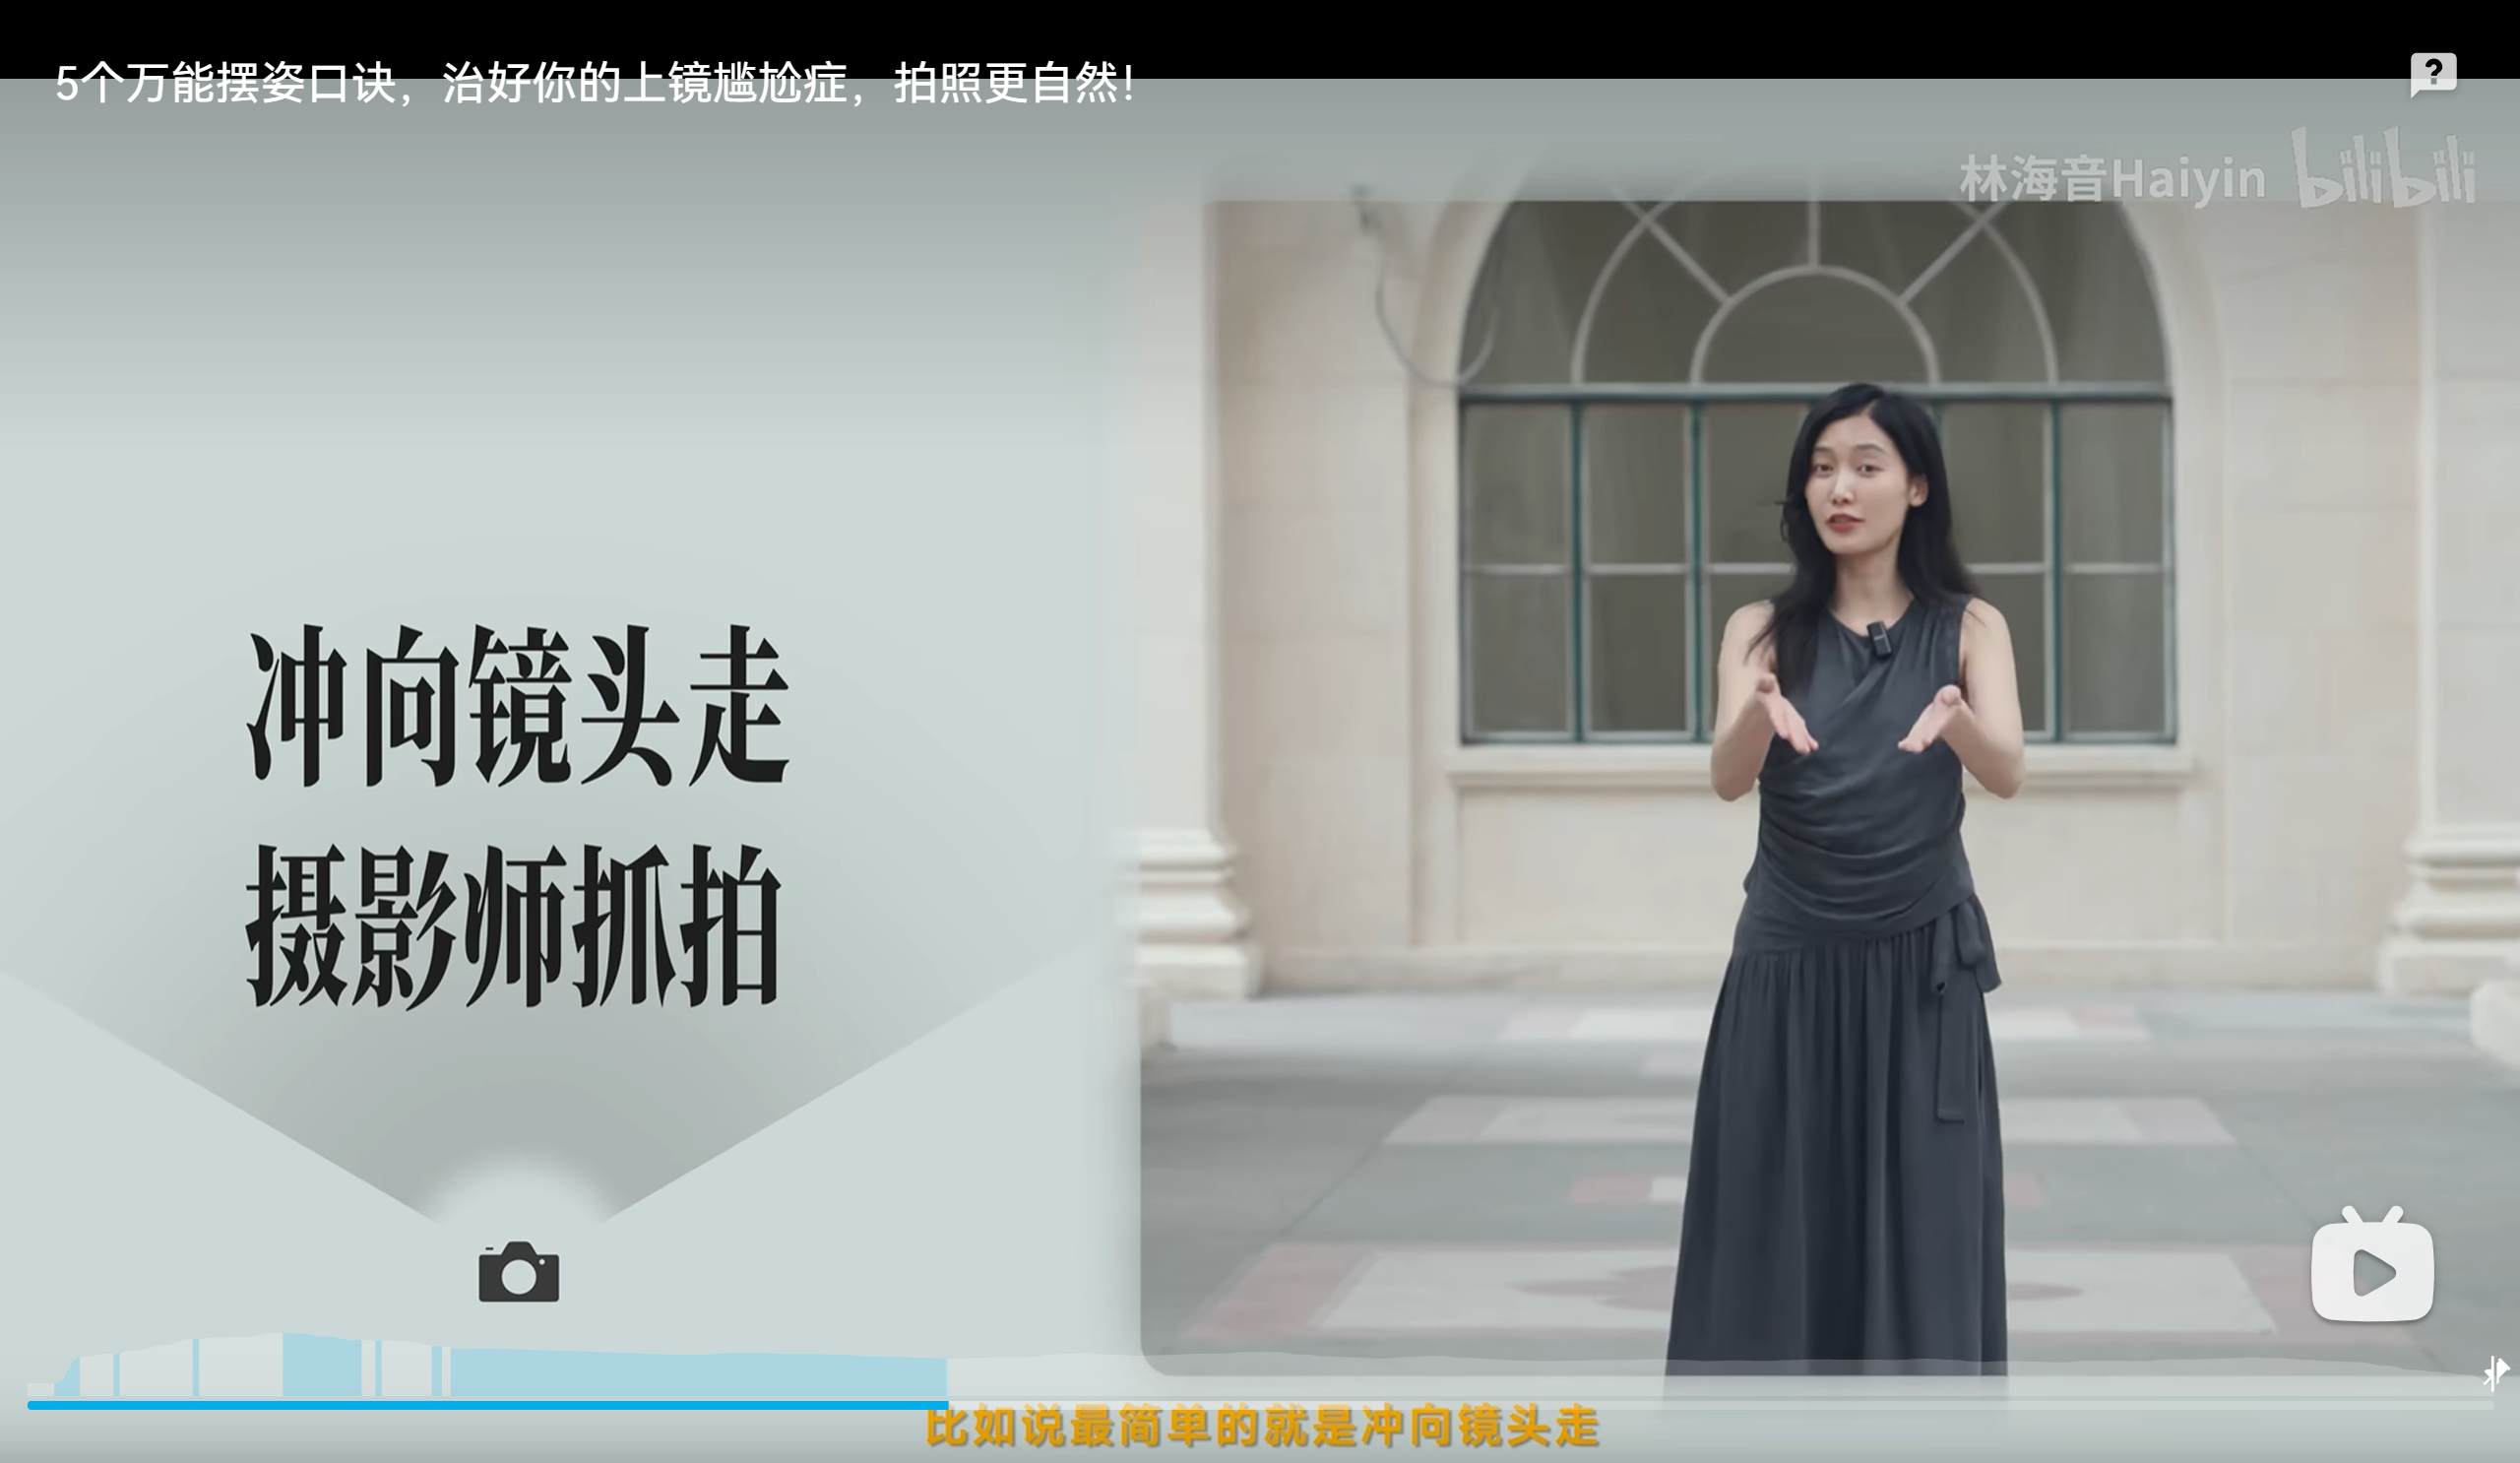 5个万能摆姿口诀，治好你的上镜尴尬症，拍照更自然！
林海音Haiyin bilibili
冲向镜头走
摄影师抓拍
比如说最简单的就是冲向镜头走